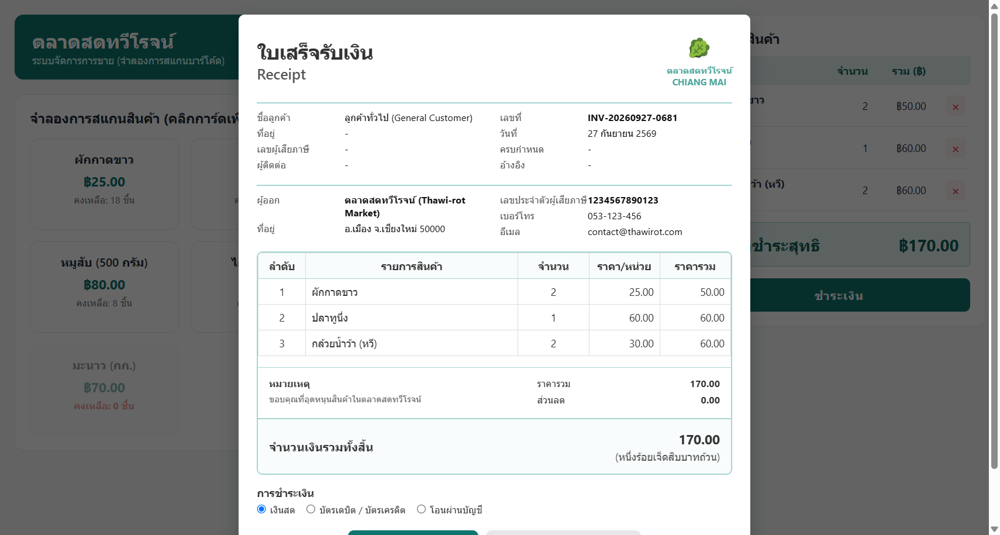 ตลาดสดทวีโรจน์
ระบบจัดการการขาย (จำลองการสแกนบาร์โค้ด)
จำลองการสแกนสินค้า (คลิกการ์ดเพื่
ผักกาดขาว
฿25.00
คงเหลือ: 18 ชิ้น
หมูสับ (500 กรัม)
฿80.00
คงเหลือ: 8 ชิ้น
มะนาว (กก.)
฿70.00
คงเหลือ: 0 ชิ้น
ใบเสร็จรับเงิน
Receipt
ตลาดสดทวีโรจน์
CHIANG MAI
ชื่อลูกค้า ลูกค้าทั่วไป (General Customer) เลขที่ INV-20260927-0681
ที่อยู่ - วันที่ 27 กันยายน 2569
เลขผู้เสียภาษี - ครบกำหนด -
ผู้ติดต่อ - อ้างอิง -
ผู้ออก ตลาดสดทวีโรจน์ (Thawi-rot Market) เลขประจำตัวผู้เสียภาษี 1234567890123
เบอร์โทร 053-123-456
ที่อยู่ อ.เมือง จ.เชียงใหม่ 50000
อีเมล contact@thawirot.com
ลำดับ รายการสินค้า จำนวน ราคา/หน่วย ราคารวม
1 ผักกาดขาว 2 25.00 50.00
2 ปลาทูนึ่ง 1 60.00 60.00
3 กล้วยน้ำว้า (หวี) 2 30.00 60.00
หมายเหตุ
ขอบคุณที่อุดหนุนสินค้าในตลาดสดทวีโรจน์
ราคารวม 170.00
ส่วนลด 0.00
จำนวนเงินรวมทั้งสิ้น 170.00
(หนึ่งร้อยเจ็ดสิบบาทถ้วน)
การชำระเงิน
เงินสด บัตรเดบิต / บัตรเครดิต โอนผ่านบัญชี
สินค้า
จำนวน รวม (฿)
ขาว 2 ฿50.00 ×
1 ฿60.00 ×
ว้า (หวี) 2 ฿60.00 ×
ชำระสุทธิ ฿170.00
ชำระเงิน